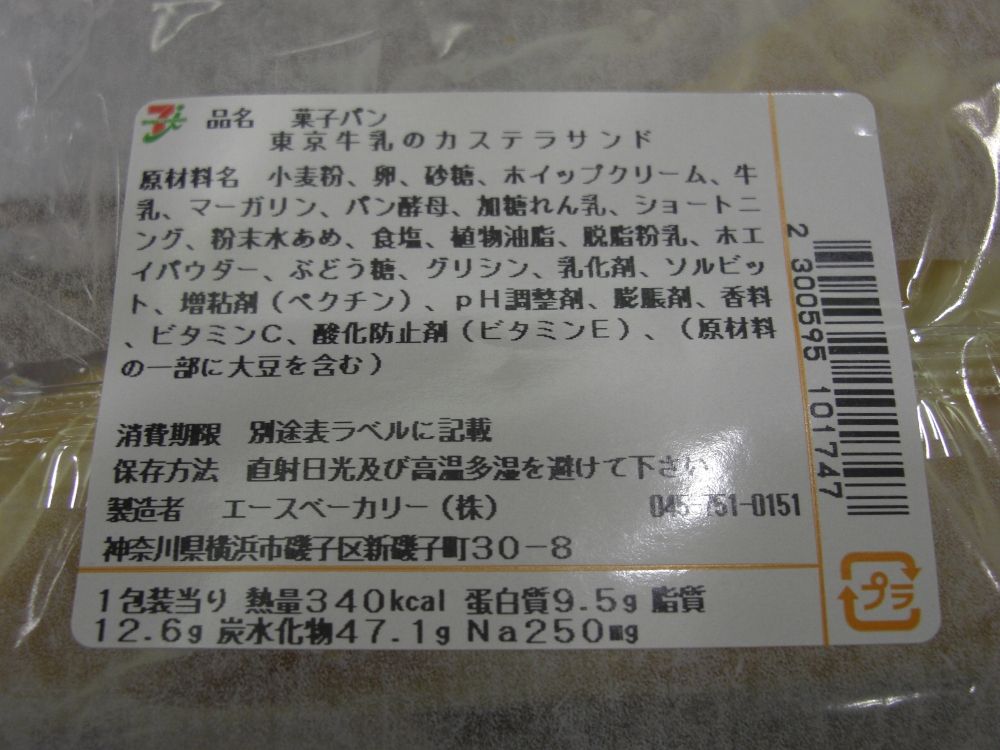 品名 菓子パン
東京牛乳のカステラサンド
原材料名 小麦粉、卵、砂糖、ホイップクリーム、牛
乳、マーガリン、パン酵母、加糖れん乳、ショートニ
ング、粉末水あめ、食塩、植物油脂、脱脂粉乳、ホエ
イパウダー、ぶどう糖、グリシン、乳化剤、ソルビッ
ト、増粘剤（ペクチン）、pH調整剤、膨脹剤、香料
、ビタミンC、酸化防止剤（ビタミンE）、（原材料
の一部に大豆を含む）
消費期限 別途表ラベルに記載
保存方法 直射日光及び高温多湿を避けて下さい
製造者 エースベーカリー（株） 045-751-0151
神奈川県横浜市磯子区新磯子町30-8
1包装当り 熱量340kcal 蛋白質9.5g 脂質
12.6g 炭水化物47.1g Na250mg
2 300595 101747
プラ